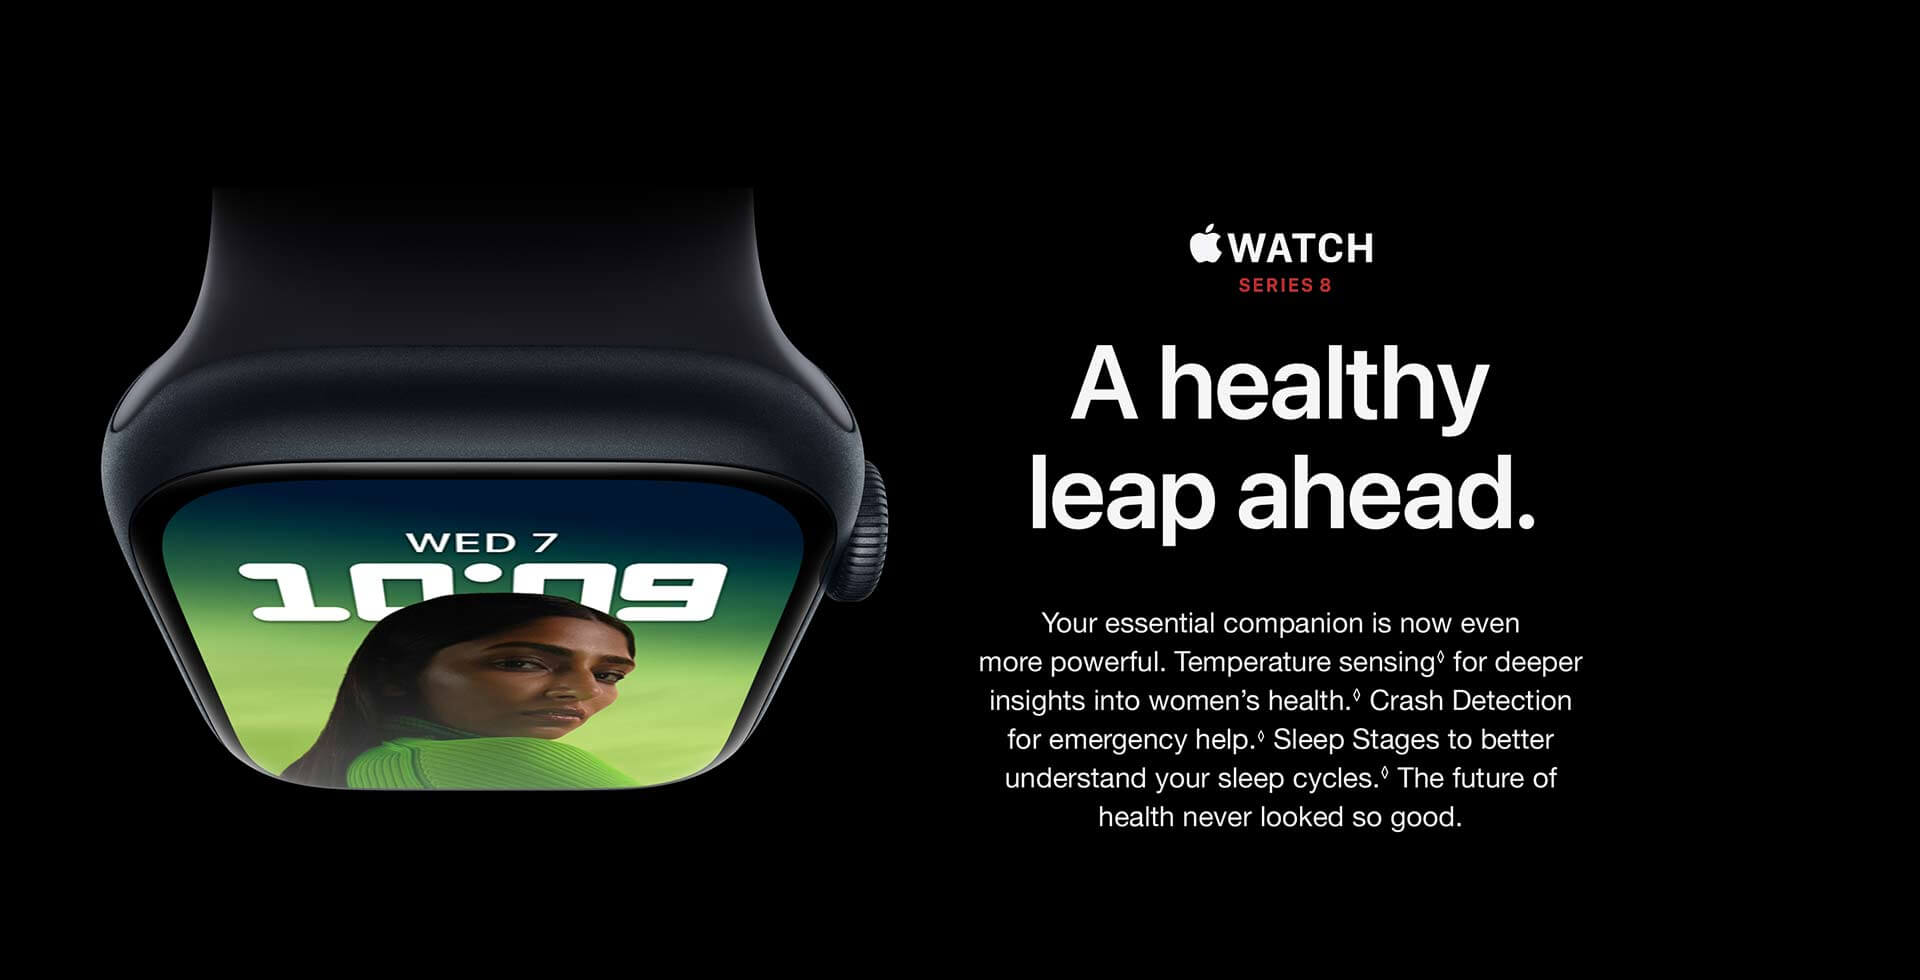 WATCH
SERIES 8
A healthy
leap ahead.
WED 7
10:09
Your essential companion is now even
more powerful. Temperature sensing◊ for deeper
insights into women’s health.◊ Crash Detection
for emergency help.◊ Sleep Stages to better
understand your sleep cycles.◊ The future of
health never looked so good.